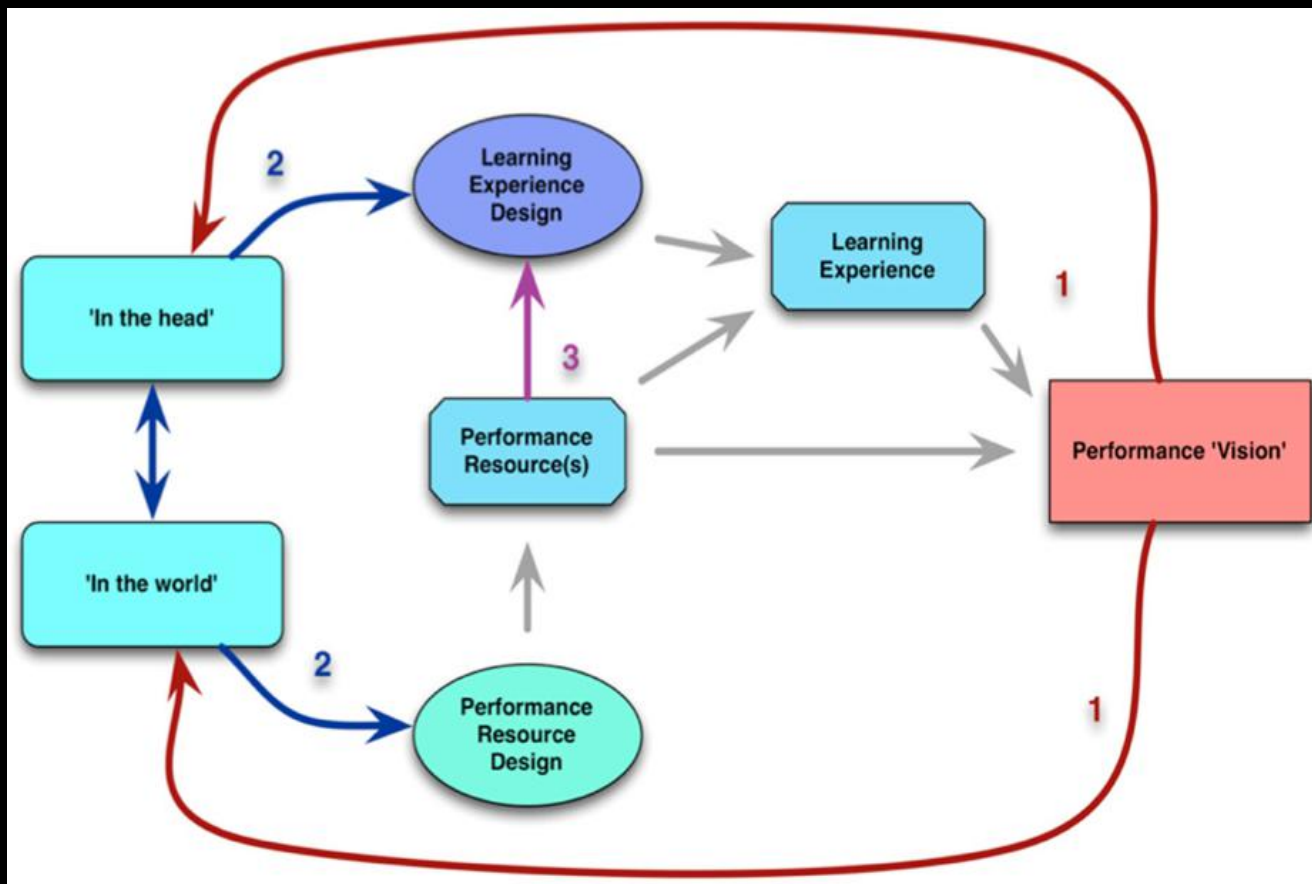 2
Learning
Experience
Design
Learning
Experience
1
'In the head'
3
Performance
Resource(s)
Performance 'Vision'
'In the world'
2
Performance
Resource
Design
1